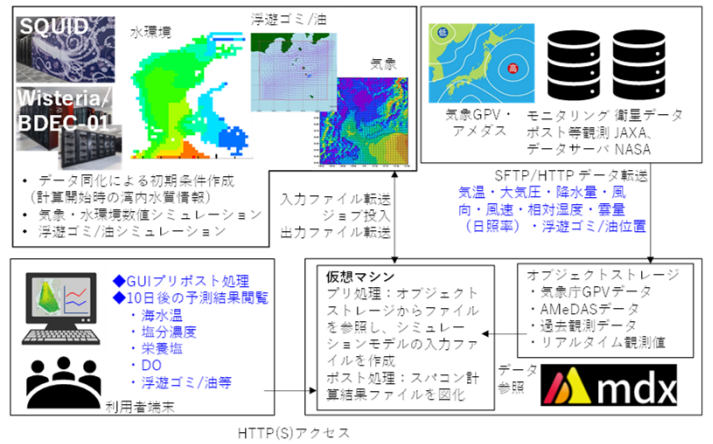 SQUID
Wisteria/
BDEC-01
水環境
浮遊ゴミ/油
気象
• データ同化による初期条件作成
（計算開始時の湾内水質情報）
• 気象・水環境数値シミュレーション
• 浮遊ゴミ/油シミュレーション
低
高
気象GPV・
アメダス
モニタリング
ポスト等観測
データサーバ
衛星データ
JAXA、
NASA
入力ファイル転送
ジョブ投入
出力ファイル転送
SFTP/HTTP データ転送
気温・大気圧・降水量・風
向・風速・相対湿度・雲量
（日照率）・浮遊ゴミ/油位置
◆GUIプリポスト処理
◆10日後の予測結果閲覧
・海水温
・塩分濃度
・栄養塩
・DO
・浮遊ゴミ/油等
利用者端末
仮想マシン
プリ処理：オブジェクト
ストレージからファイル
を参照し、シミュレー
ションモデルの入力ファ
イルを作成
ポスト処理：スパコン計
算結果ファイルを図化
オブジェクトストレージ
・気象庁GPVデータ
・AMeDASデータ
・過去観測データ
・リアルタイム観測値
データ
参照
mdx
HTTP(S)アクセス